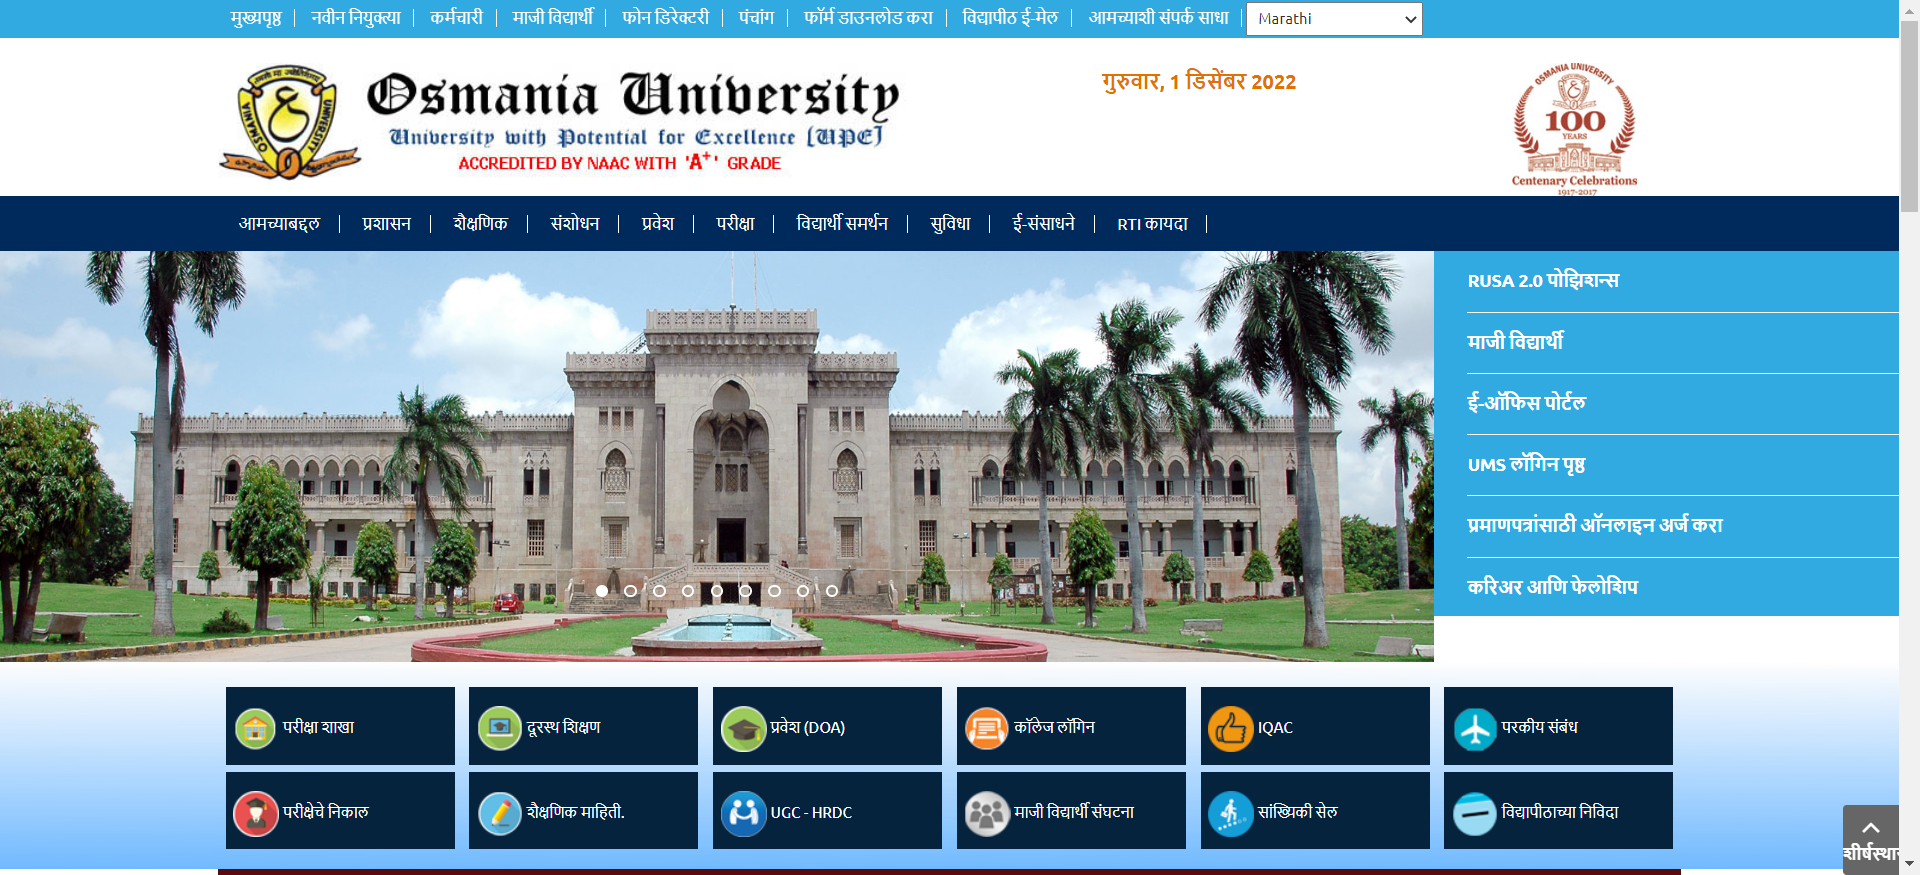 मुख्यपृष्ठ
नवीन नियुक्त्या
कर्मचारी
माजी विद्यार्थी
फोन डिरेक्टरी
पंचांग
फॉर्म डाउनलोड करा
विद्यापीठ ई-मेल
आमच्याशी संपर्क साधा
Marathi
Osmania University
University with Potential for Excellence [UPE]
ACCREDITED BY NAAC WITH 'A+' GRADE
OSMANIA UNIVERSITY
गुरुवार, 1 डिसेंबर 2022
OSMANIA UNIVERSITY
100
YEARS
Centenary Celebrations
1917-2017
आमच्याबद्दल
प्रशासन
शैक्षणिक
संशोधन
प्रवेश
परीक्षा
विद्यार्थी समर्थन
सुविधा
ई-संसाधने
RTI कायदा
RUSA 2.0 पोझिशन्स
माजी विद्यार्थी
ई-ऑफिस पोर्टल
UMS लॉगिन पृष्ठ
प्रमाणपत्रांसाठी ऑनलाइन अर्ज करा
करिअर आणि फेलोशिप
परीक्षा शाखा
दूरस्थ शिक्षण
प्रवेश (DOA)
कॉलेज लॉगिन
IQAC
परकीय संबंध
परीक्षेचे निकाल
शैक्षणिक माहिती.
UGC - HRDC
माजी विद्यार्थी संघटना
सांख्यिकी सेल
विद्यापीठाच्या निविदा